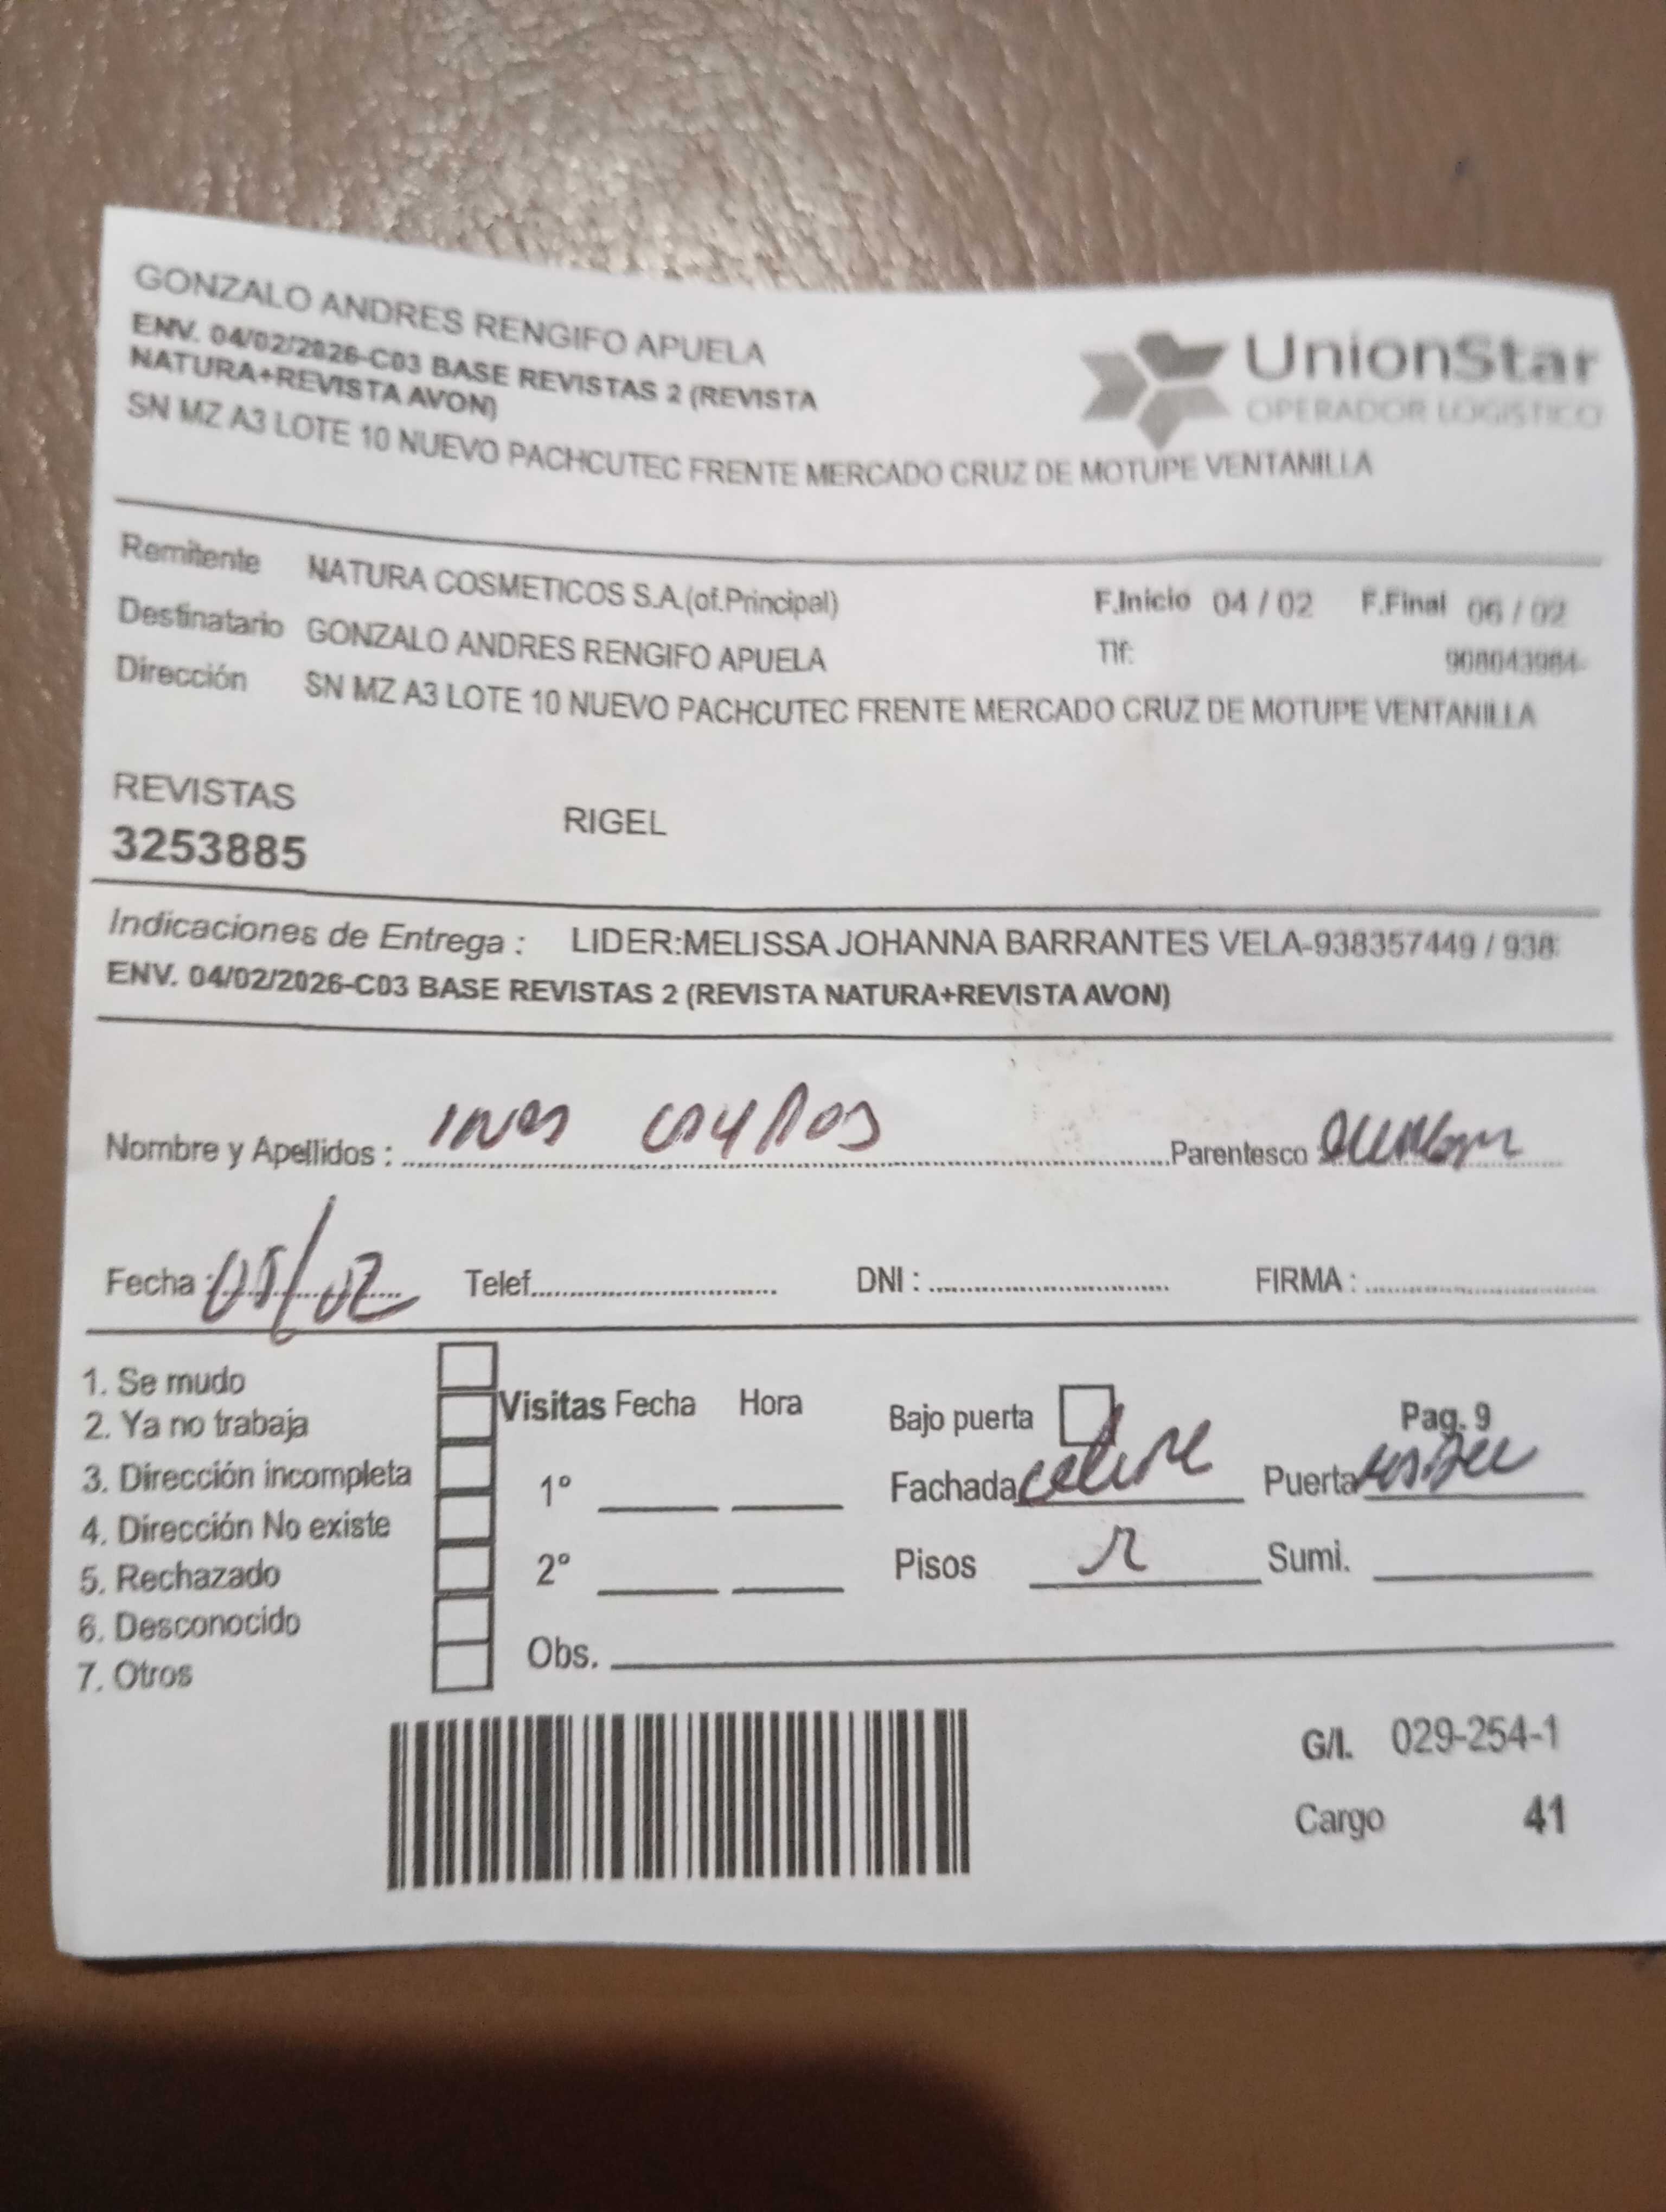 GONZALO ANDRES RENGIFO APUELA
ENV. 04/02/2026-C03 BASE REVISTAS 2 (REVISTA
NATURA+REVISTA AVON)
SN MZ A3 LOTE 10 NUEVO PACHCUTEC FRENTE MERCADO CRUZ DE MOTUPE VENTANILLA
UnionStar
OPERADOR LOGISTICO
Remitente NATURA COSMETICOS S.A.(of.Principal) F.Inicio 04 / 02 F.Final 06 / 02
Destinatario GONZALO ANDRES RENGIFO APUELA Tlf: 908043984-
Dirección SN MZ A3 LOTE 10 NUEVO PACHCUTEC FRENTE MERCADO CRUZ DE MOTUPE VENTANILLA
REVISTAS
3253885 RIGEL
Indicaciones de Entrega : LIDER:MELISSA JOHANNA BARRANTES VELA-938357449 / 938
ENV. 04/02/2026-C03 BASE REVISTAS 2 (REVISTA NATURA+REVISTA AVON)
Nombre y Apellidos : Ines Parentesco
Fecha : 05/02 Telef. DNI : FIRMA :
1. Se mudo
2. Ya no trabaja
3. Dirección incompleta
4. Dirección No existe
5. Rechazado
6. Desconocido
7. Otros
Visitas Fecha Hora
1°
2°
Obs.
Bajo puerta Pag. 9
Fachada Puerta
Pisos Sumi.
G/I. 029-254-1
Cargo 41